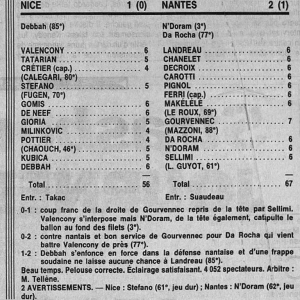 NICE 1 (0) NANTES 2 (1)
Debbah (85e) N'Doram (3e)
Da Rocha (77e)
VALENCONY 6 LANDREAU 6
TATARIAN 5 CHANELET 6
CRÉTIER (cap.) 4 DECROIX 6
(CALEGARI, 80e) CAROTTI 6
STEFANO 5 PIGNOL 6
(FUGEN, 70e) FERRI (cap.) 6
GOMIS 6 MAKELELE 6
DE NEEF 6 (LE ROUX, 69e)
GIORIA 5 GOURVENNEC 7
MILINKOVIC 4 (MAZZONI, 88e)
POTTIER 4 DA ROCHA 6
(CHAOUCH, 46e) 5 N'DORAM 6
KUBICA 5 SELLIMI 6
DEBBAH 6 (L. GUYOT, 61e)
Total 56 Total 67
Entr. : Takac Entr. : Suaudeau
0-1 : coup franc de la droite de Gourvennec repris de la tête par Sellimi.
Valencony s'interpose mais N'Doram, de la tête également, catapulte le
ballon au fond des filets (3e).
0-2 : contre nantais et bon service de Gourvennec pour Da Rocha qui vient
battre Valencony de près (77e).
1-2 : Debbah s'enfonce en force dans la défense nantaise et d'une frappe
soudaine ne laisse aucune chance à Landreau (85e).
Beau temps. Pelouse correcte. Éclairage satisfaisant. 4 052 spectateurs. Arbitre :
M. Tellène.
2 AVERTISSEMENTS. — Nice : Stefano (61e, jeu dur) ; Nantes : (22e, jeu dur).